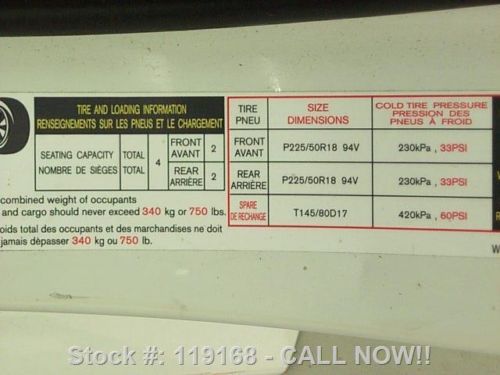 TIRE AND LOADING INFORMATION
RENSEIGNEMENTS SUR LES PNEUS ET LE CHARGEMENT
SEATING CAPACITY TOTAL 4 FRONT 2
AVANT
NOMBRE DE SIÈGES TOTAL REAR 2
ARRIÈRE
combined weight of occupants
and cargo should never exceed 340 kg or 750 lbs.
oids total des occupants et des marchandises ne doit
jamais dépasser 340 kg ou 750 lb.
TIRE SIZE COLD TIRE PRESSURE
PNEU DIMENSIONS PRESSION DES
PNEUS À FROID
FRONT P225/50R18 94V 230kPa , 33PSI
AVANT
REAR P225/50R18 94V 230kPa , 33PSI
ARRIÈRE
SPARE T145/80D17 420kPa , 60PSI
DE RECHANGE
Stock #: 119168 - CALL NOW!!